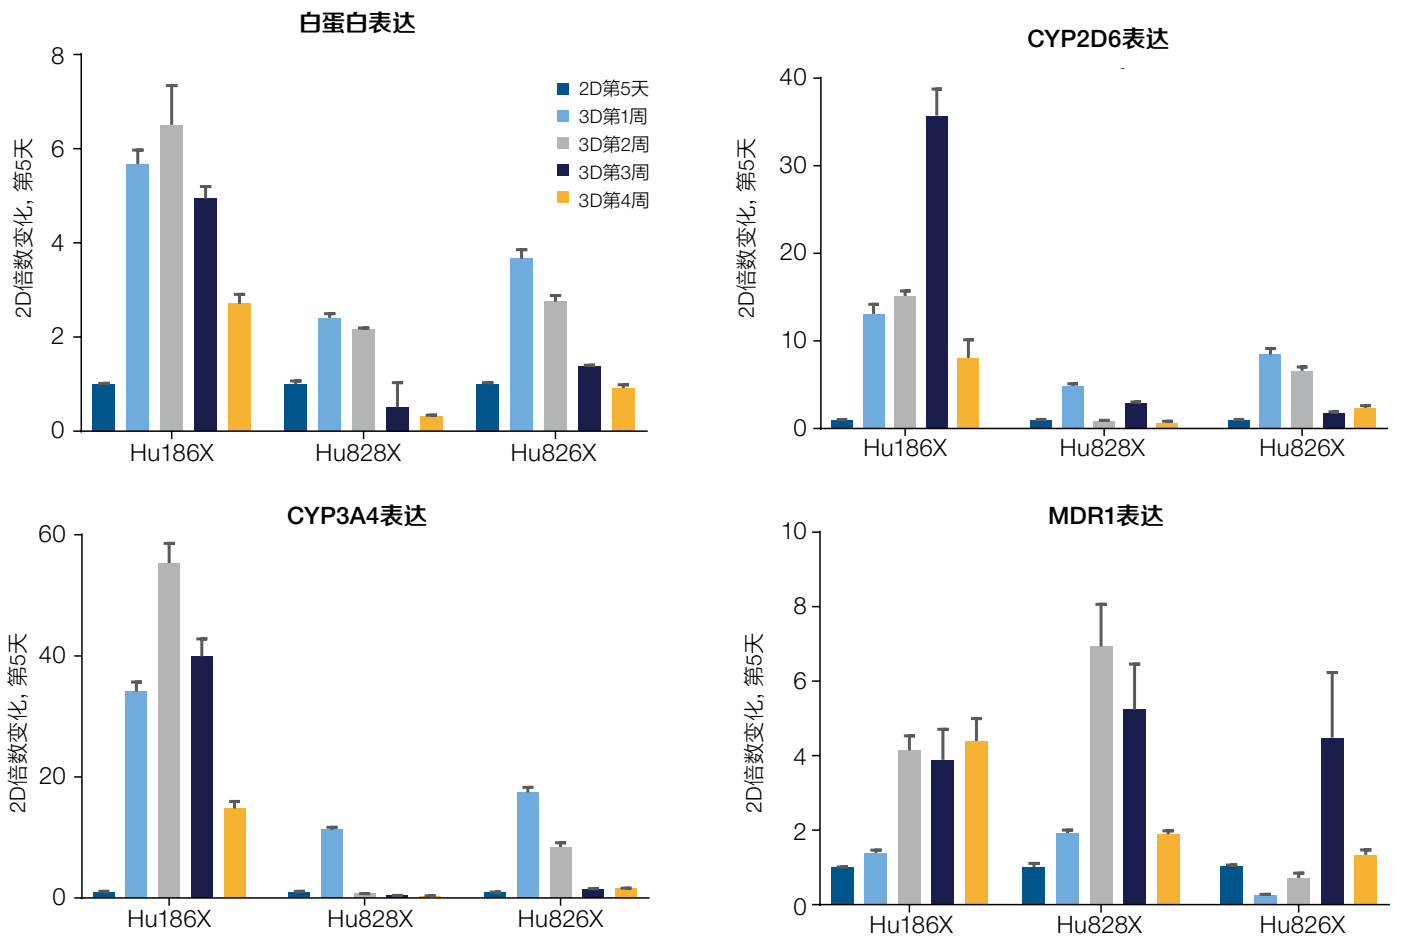 白蛋白表达
2D倍数变化, 第5天
8
6
4
2
0
2D第5天
3D第1周
3D第2周
3D第3周
3D第4周
Hu186X
Hu828X
Hu826X
CYP2D6表达
2D倍数变化, 第5天
40
30
20
10
0
Hu186X
Hu828X
Hu826X
CYP3A4表达
2D倍数变化, 第5天
60
40
20
0
Hu186X
Hu828X
Hu826X
MDR1表达
2D倍数变化, 第5天
10
8
6
4
2
0
Hu186X
Hu828X
Hu826X